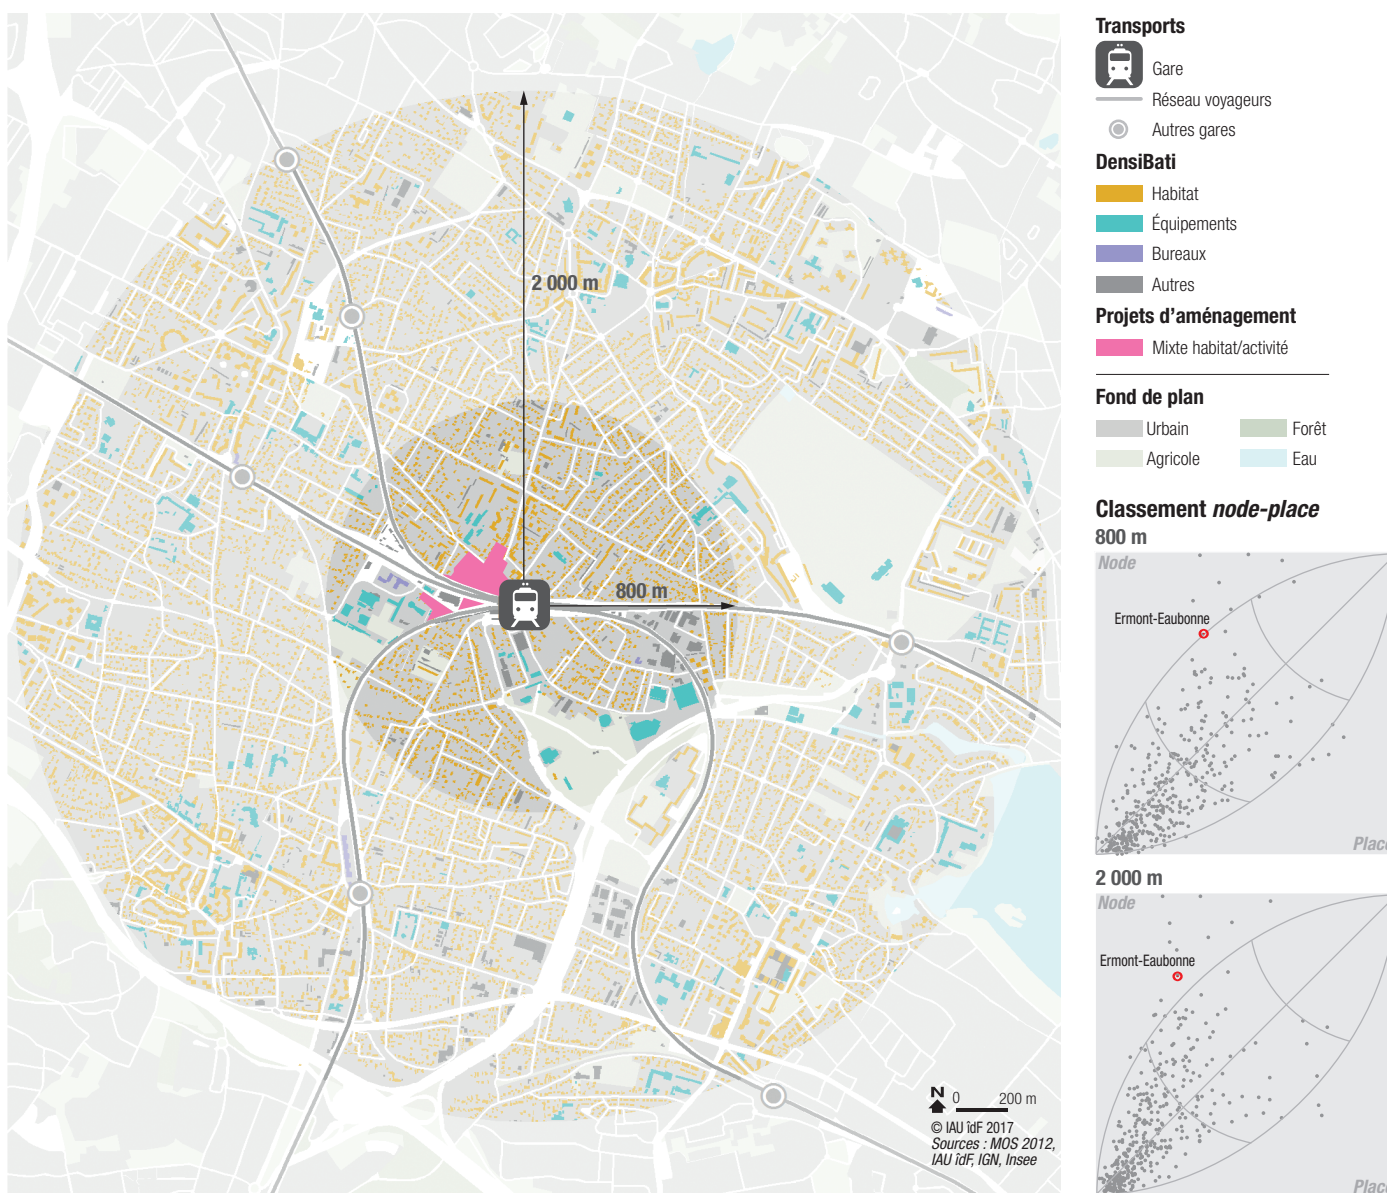 2 000 m
800 m
N
0 200 m
© IAU îdF 2017
Sources : MOS 2012,
IAU îdF, IGN, Insee
Transports
Gare
Réseau voyageurs
Autres gares
DensiBati
Habitat
Équipements
Bureaux
Autres
Projets d’aménagement
Mixte habitat/activité
Fond de plan
Urbain Forêt
Agricole Eau
Classement node-place
800 m
Node
Ermont-Eaubonne
Place
2 000 m
Node
Ermont-Eaubonne
Place